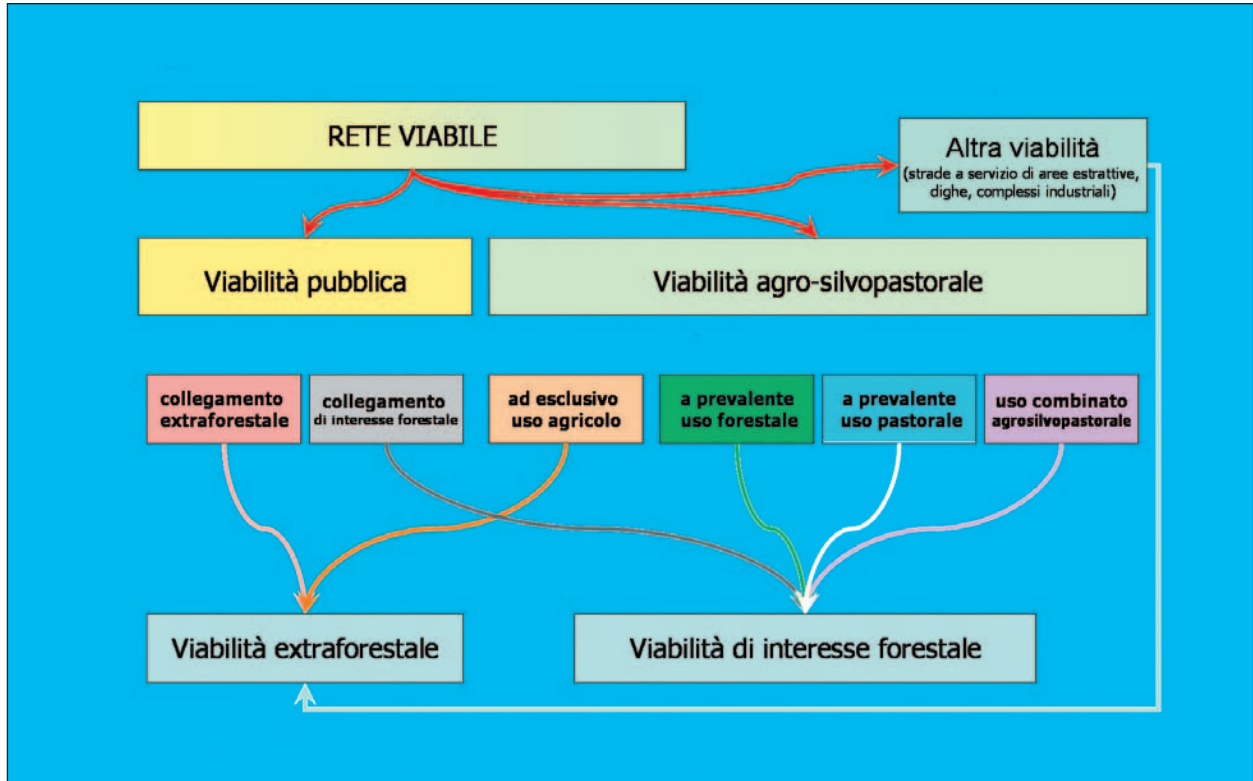 RETE VIABILE
Altra viabilità
(strade a servizio di aree estrattive,
dighe, complessi industriali)
Viabilità pubblica
Viabilità agro-silvopastorale
collegamento
extraforestale
collegamento
di interesse forestale
ad esclusivo
uso agricolo
a prevalente
uso forestale
a prevalente
uso pastorale
uso combinato
agrosilvopastorale
Viabilità extraforestale
Viabilità di interesse forestale